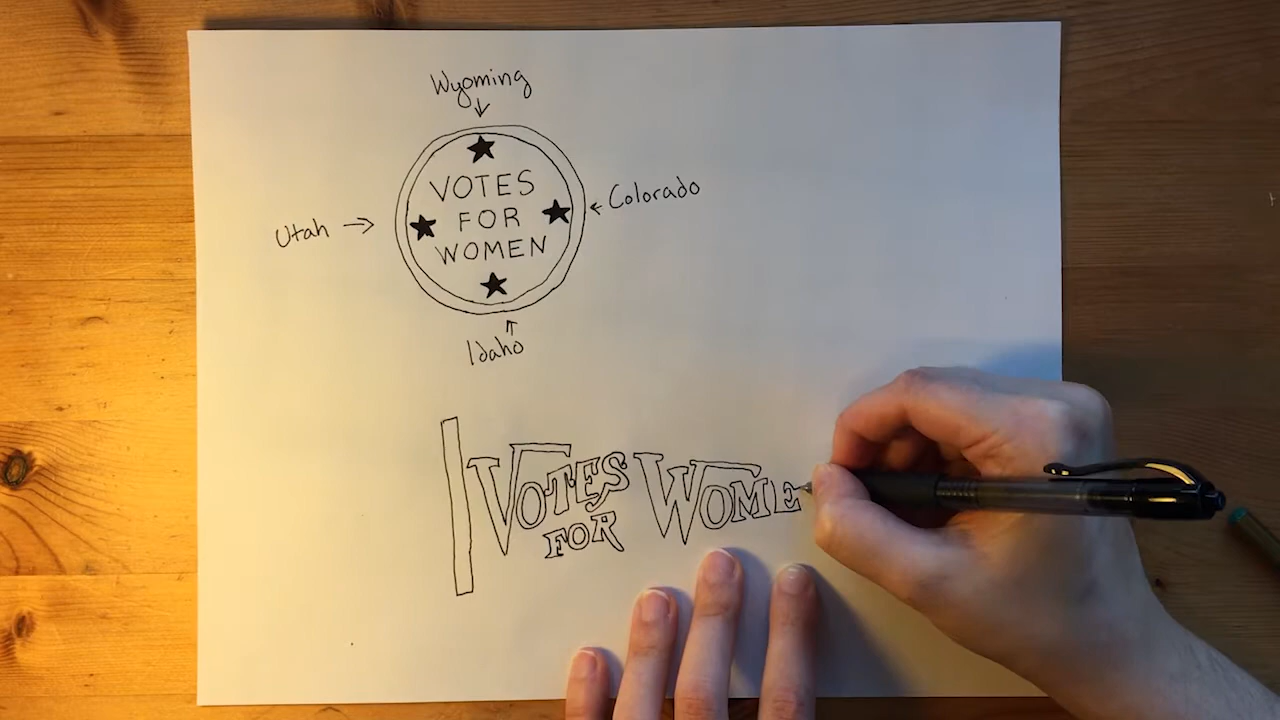 Wyoming
VOTES
FOR
WOMEN
Utah
Colorado
Idaho
VOTES WOME
FOR